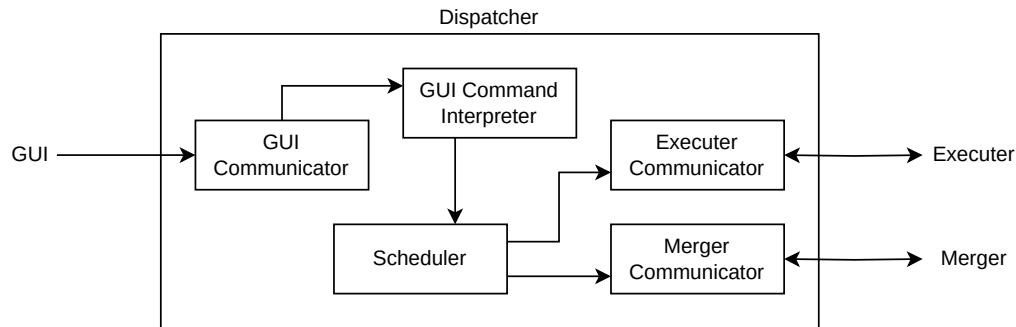 Dispatcher
GUI Command
Interpreter
GUI
GUI
Communicator
Executer
Communicator
Executer
Scheduler
Merger
Communicator
Merger